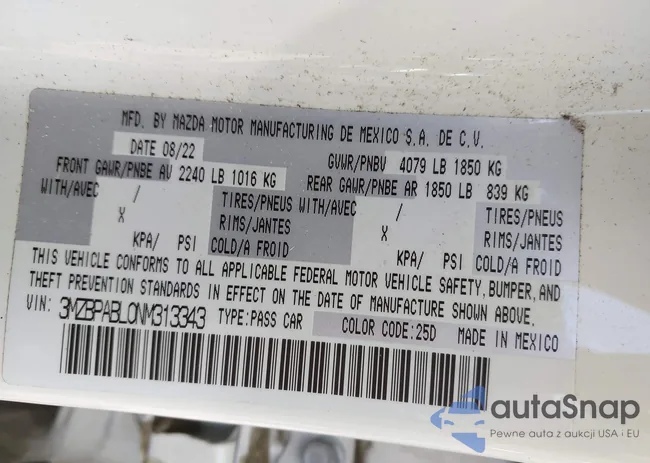 MFD. BY MAZDA MOTOR MANUFACTURING DE MEXICO S.A. DE C.V.
DATE 08/22 GVWR/PNBV 4079 LB 1850 KG
FRONT GAWR/PNBE AV 2240 LB 1016 KG REAR GAWR/PNBE AR 1850 LB 839 KG
WITH/AVEC / TIRES/PNEUS WITH/AVEC / TIRES/PNEUS
X RIMS/JANTES X RIMS/JANTES
KPA/ PSI COLD/A FROID KPA/ PSI COLD/A FROID
THIS VEHICLE CONFORMS TO ALL APPLICABLE FEDERAL MOTOR VEHICLE SAFETY, BUMPER, AND
THEFT PREVENTION STANDARDS IN EFFECT ON THE DATE OF MANUFACTURE SHOWN ABOVE.
VIN: 3MZBPABL0NM313343 TYPE:PASS CAR COLOR CODE:25D MADE IN MEXICO
autaSnap
Pewne auta z aukcji USA i EU